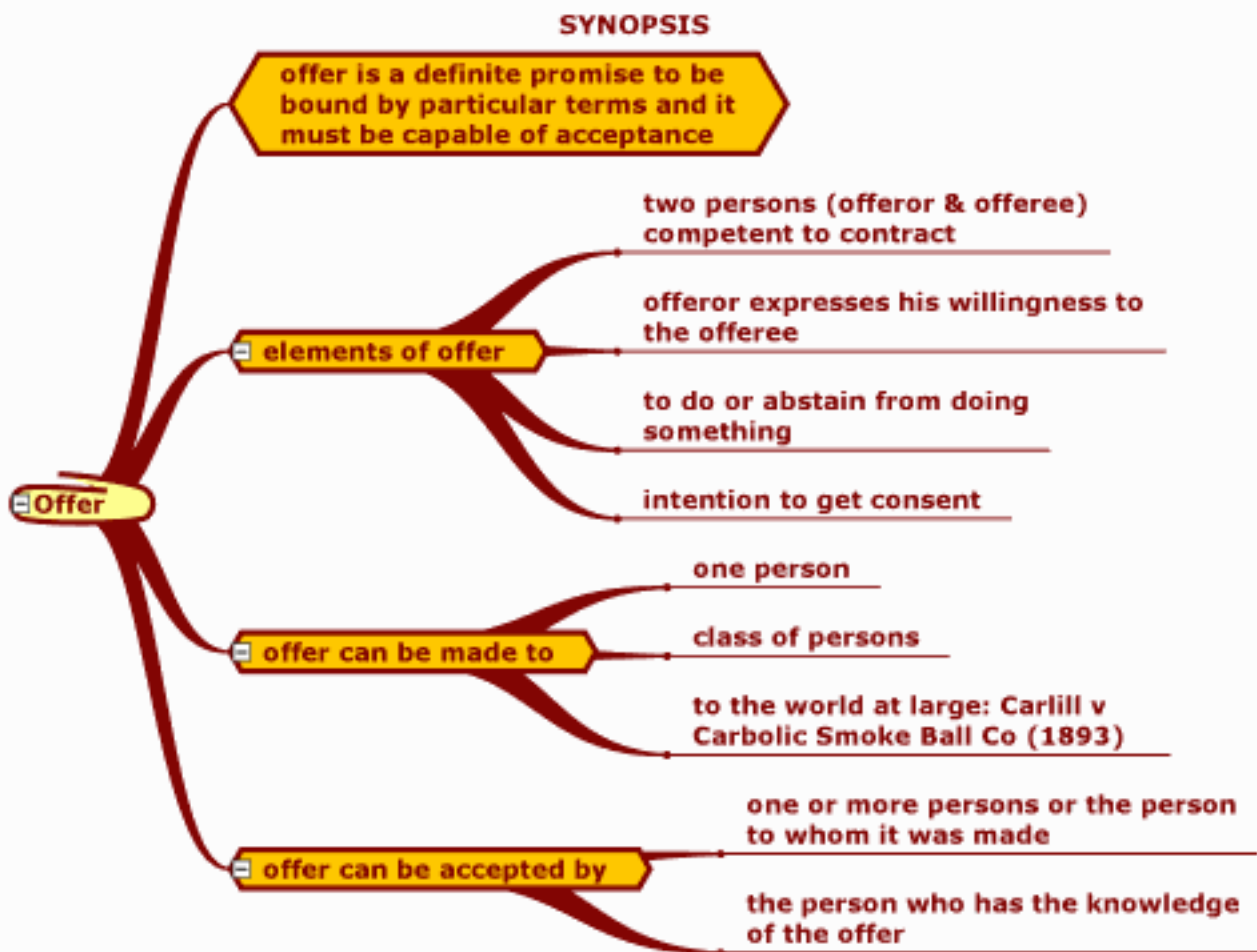 SYNOPSIS
offer is a definite promise to be
bound by particular terms and it
must be capable of acceptance
two persons (offeror & offeree)
competent to contract
offeror expresses his willingness to
the offeree
elements of offer
to do or abstain from doing
something
intention to get consent
Offer
one person
offer can be made to
class of persons
to the world at large: Carlill v
Carbolic Smoke Ball Co (1893)
one or more persons or the person
to whom it was made
offer can be accepted by
the person who has the knowledge
of the offer